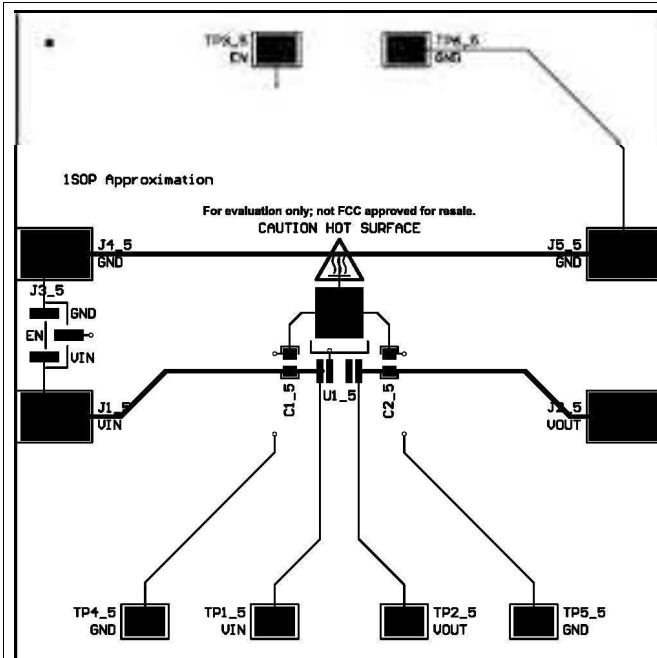 TP3_5
EN
TP6_5
GND
1SOP Approximation
For evaluation only; not FCC approved for resale.
CAUTION HOT SURFACE
J4_5
GND
J5_5
GND
J3_5
GND
EN
VIN
J1_5
VIN
C1_5
U1_5
C2_5
J2_5
VOUT
TP4_5
GND
TP1_5
VIN
TP2_5
VOUT
TP5_5
GND